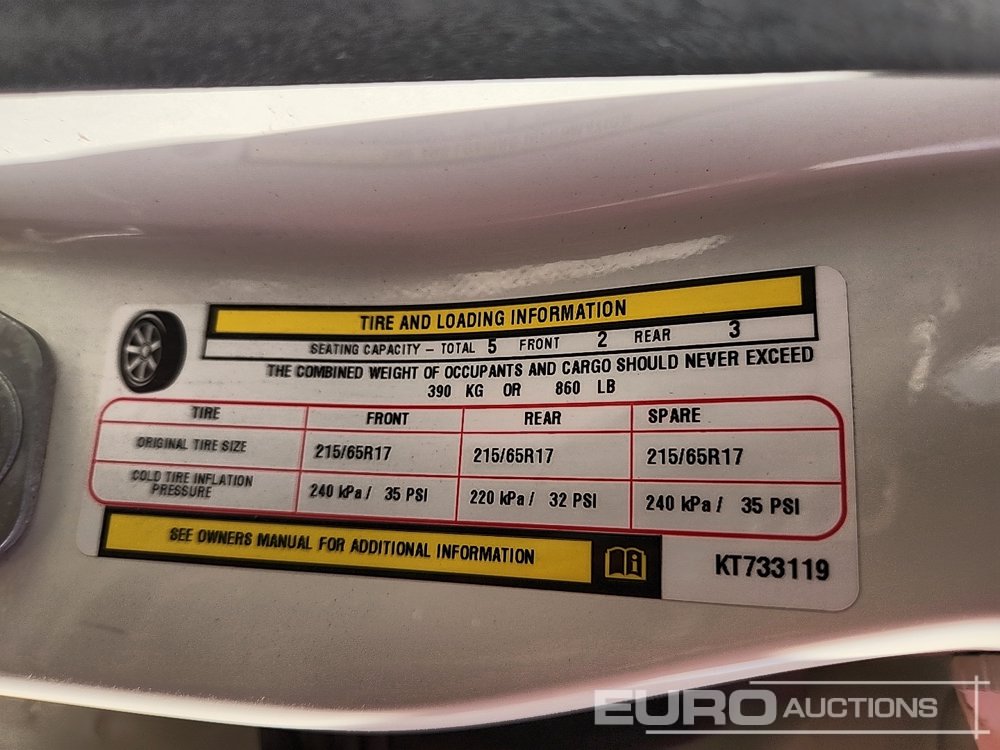 TIRE AND LOADING INFORMATION
SEATING CAPACITY – TOTAL 5 FRONT 2 REAR 3
THE COMBINED WEIGHT OF OCCUPANTS AND CARGO SHOULD NEVER EXCEED
390 KG OR 860 LB
TIRE FRONT REAR SPARE
ORIGINAL TIRE SIZE 215/65R17 215/65R17 215/65R17
COLD TIRE INFLATION
PRESSURE 240 kPa / 35 PSI 220 kPa / 32 PSI 240 kPa / 35 PSI
SEE OWNERS MANUAL FOR ADDITIONAL INFORMATION
KT733119
EURO AUCTIONS